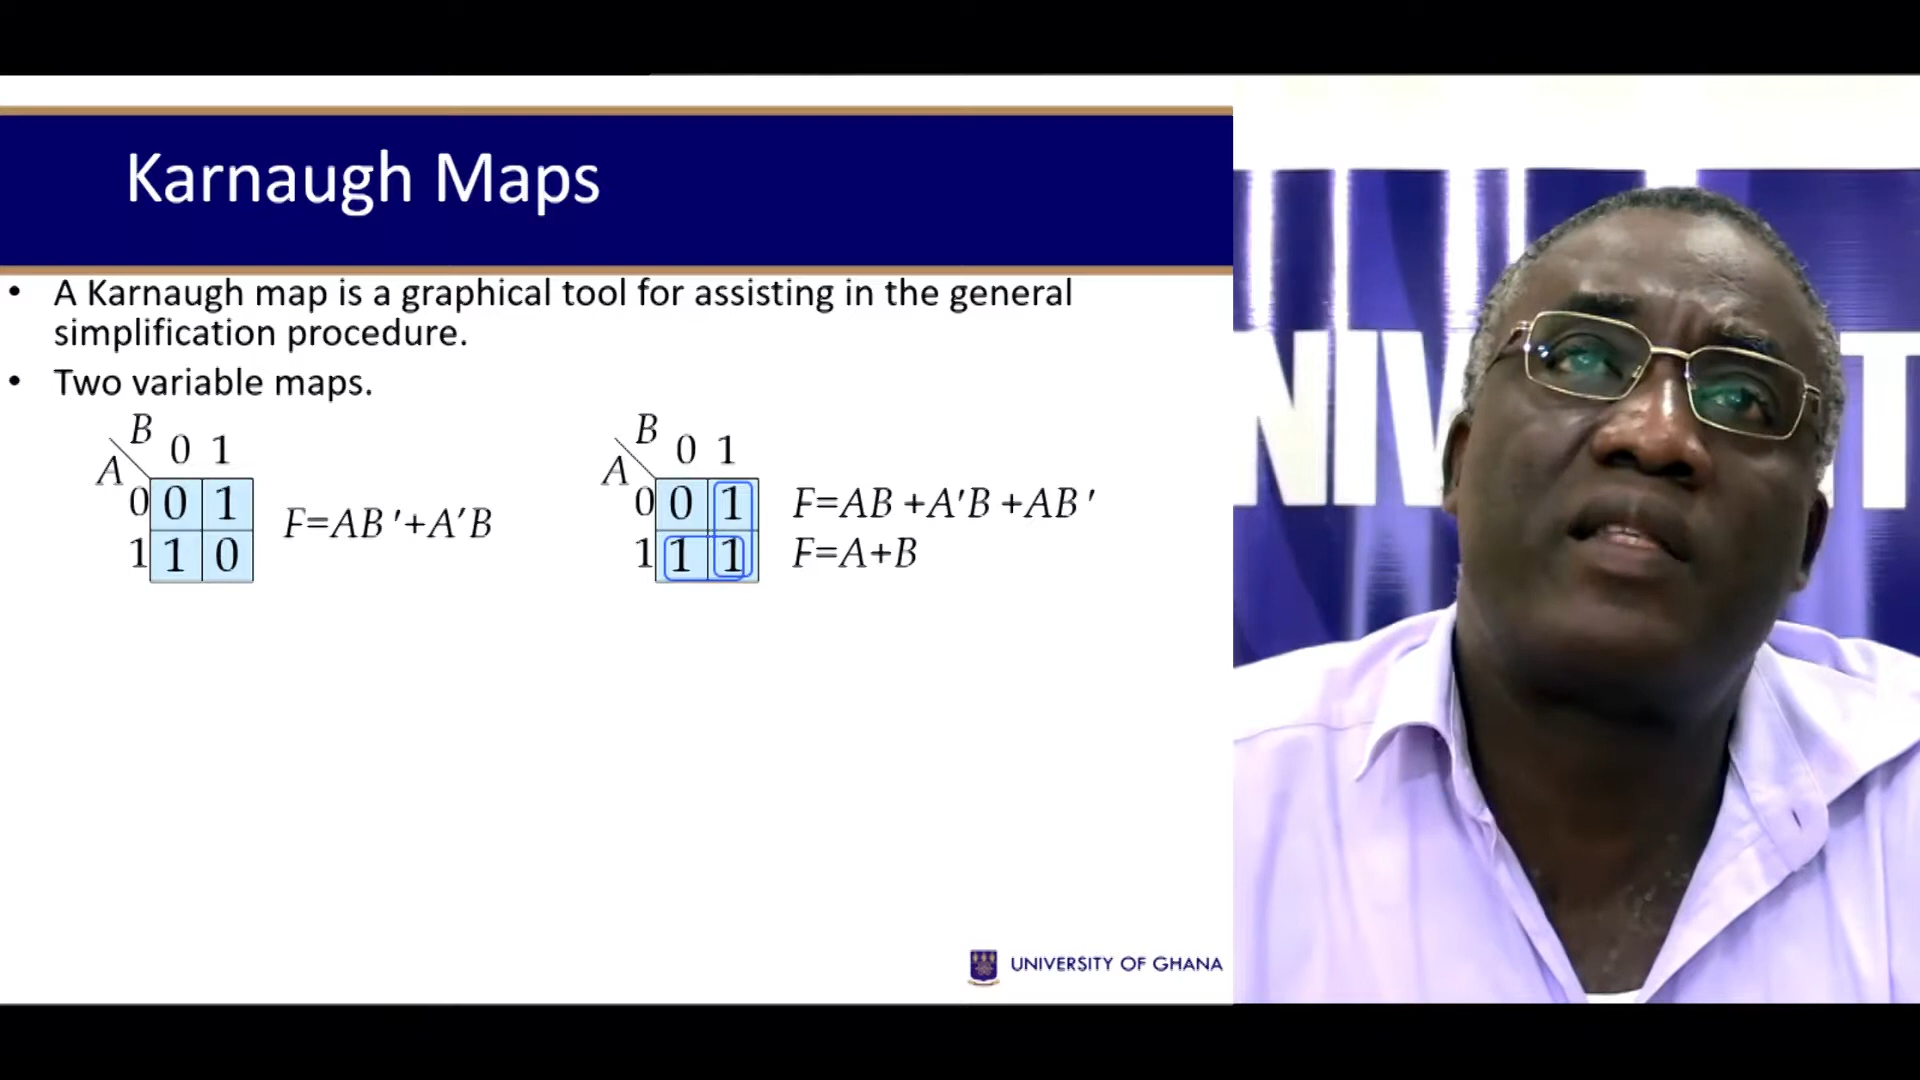 Karnaugh Maps
• A Karnaugh map is a graphical tool for assisting in the general
simplification procedure.
• Two variable maps.
B
A
0 1
0 0 1
1 1 0
F=AB'+A'B
B
A
0 1
0 0 1
1 1 1
F=AB +A'B +AB'
F=A+B
UNIVERSITY OF GHANA
NIV
T